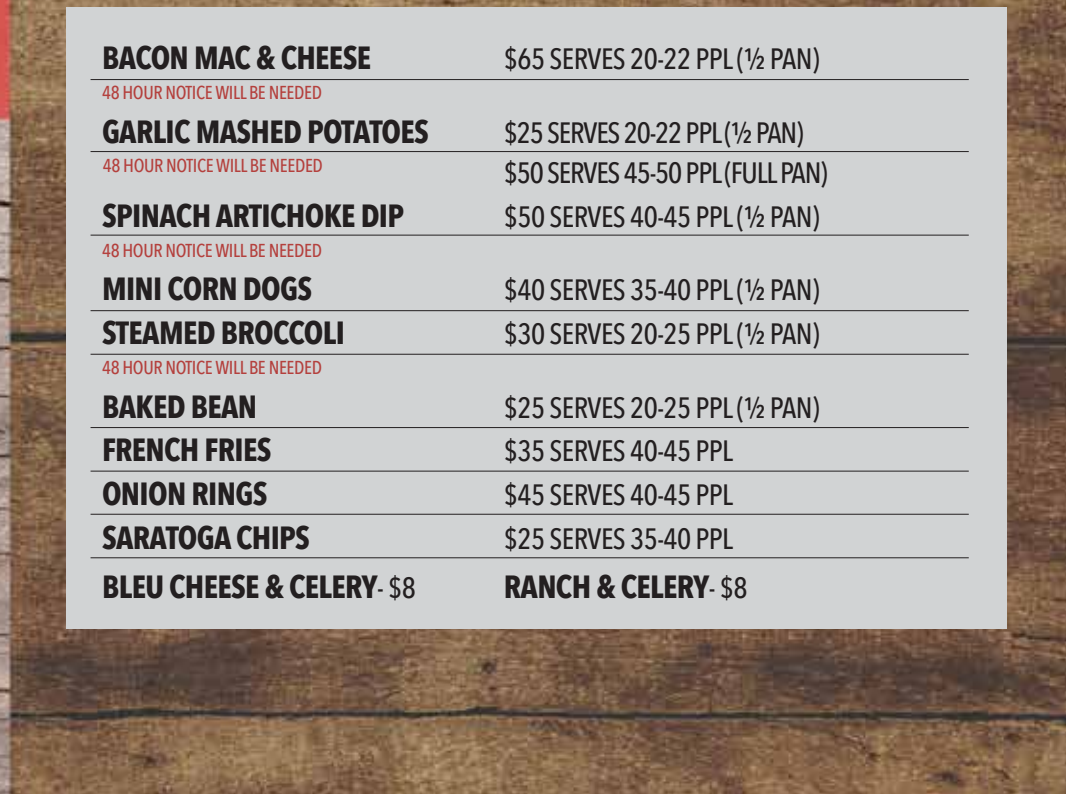 BACON MAC & CHEESE $65 SERVES 20-22 PPL (½ PAN)
48 HOUR NOTICE WILL BE NEEDED
GARLIC MASHED POTATOES $25 SERVES 20-22 PPL (½ PAN)
48 HOUR NOTICE WILL BE NEEDED $50 SERVES 45-50 PPL (FULL PAN)
SPINACH ARTICHOKE DIP $50 SERVES 40-45 PPL (½ PAN)
48 HOUR NOTICE WILL BE NEEDED
MINI CORN DOGS $40 SERVES 35-40 PPL (½ PAN)
STEAMED BROCCOLI $30 SERVES 20-25 PPL (½ PAN)
48 HOUR NOTICE WILL BE NEEDED
BAKED BEAN $25 SERVES 20-25 PPL (½ PAN)
FRENCH FRIES $35 SERVES 40-45 PPL
ONION RINGS $45 SERVES 40-45 PPL
SARATOGA CHIPS $25 SERVES 35-40 PPL
BLEU CHEESE & CELERY- $8 RANCH & CELERY- $8